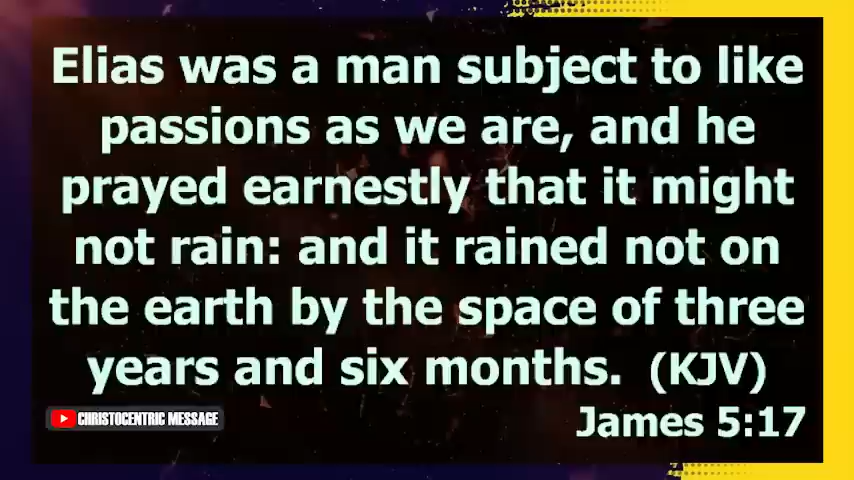 Elias was a man subject to like
passions as we are, and he
prayed earnestly that it might
not rain: and it rained not on
the earth by the space of three
years and six months. (KJV)
James 5:17
CHRISTOCENTRIC MESSAGE